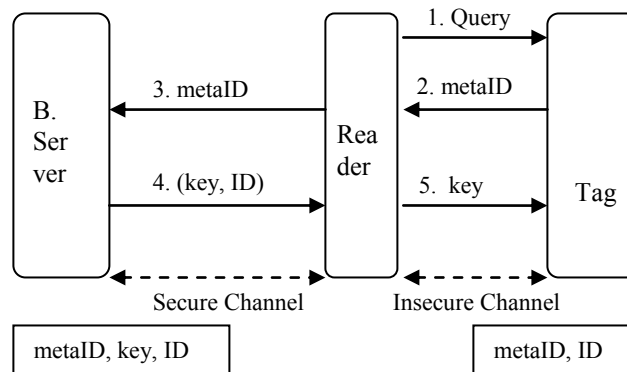 1. Query
3. metaID
2. metaID
B.
Ser
ver
Rea
der
4. (key, ID)
5. key
Tag
Secure Channel
Insecure Channel
metaID, key, ID
metaID, ID